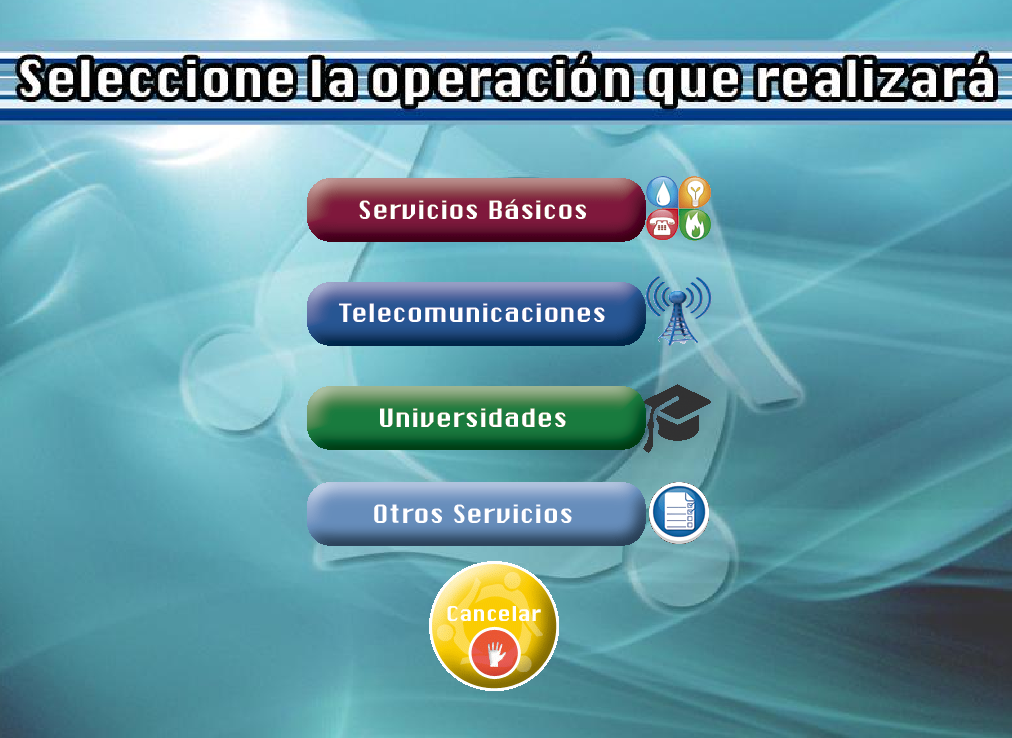 Seleccione la operación que realizará
Servicios Básicos
Telecomunicaciones
Universidades
Otros Servicios
Cancelar